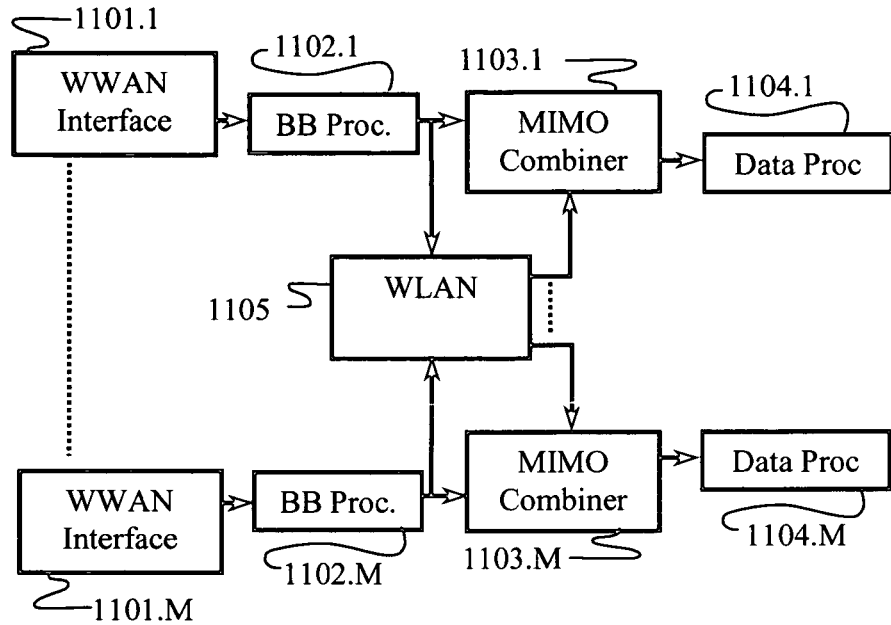 1101.1
WWAN
Interface
1102.1
BB Proc.
1103.1
MIMO
Combiner
1104.1
Data Proc
1105
WLAN
WWAN
Interface
1101.M
BB Proc.
1102.M
MIMO
Combiner
1103.M
Data Proc
1104.M